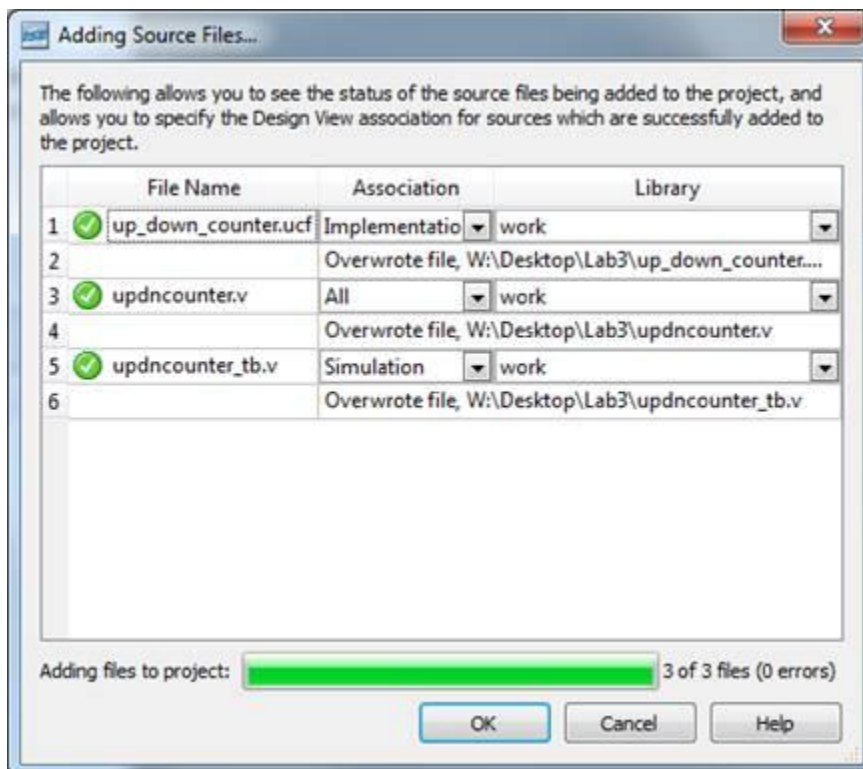 Adding Source Files...
The following allows you to see the status of the source files being added to the project, and
allows you to specify the Design View association for sources which are successfully added to
the project.
File Name Association Library
1 up_down_counter.ucf Implementatio work
2 Overwrote file, W:\Desktop\Lab3\up_down_counter....
3 updncounter.v All work
4 Overwrote file, W:\Desktop\Lab3\updncounter.v
5 updncounter_tb.v Simulation work
6 Overwrote file, W:\Desktop\Lab3\updncounter_tb.v
Adding files to project: 3 of 3 files (0 errors)
OK Cancel Help